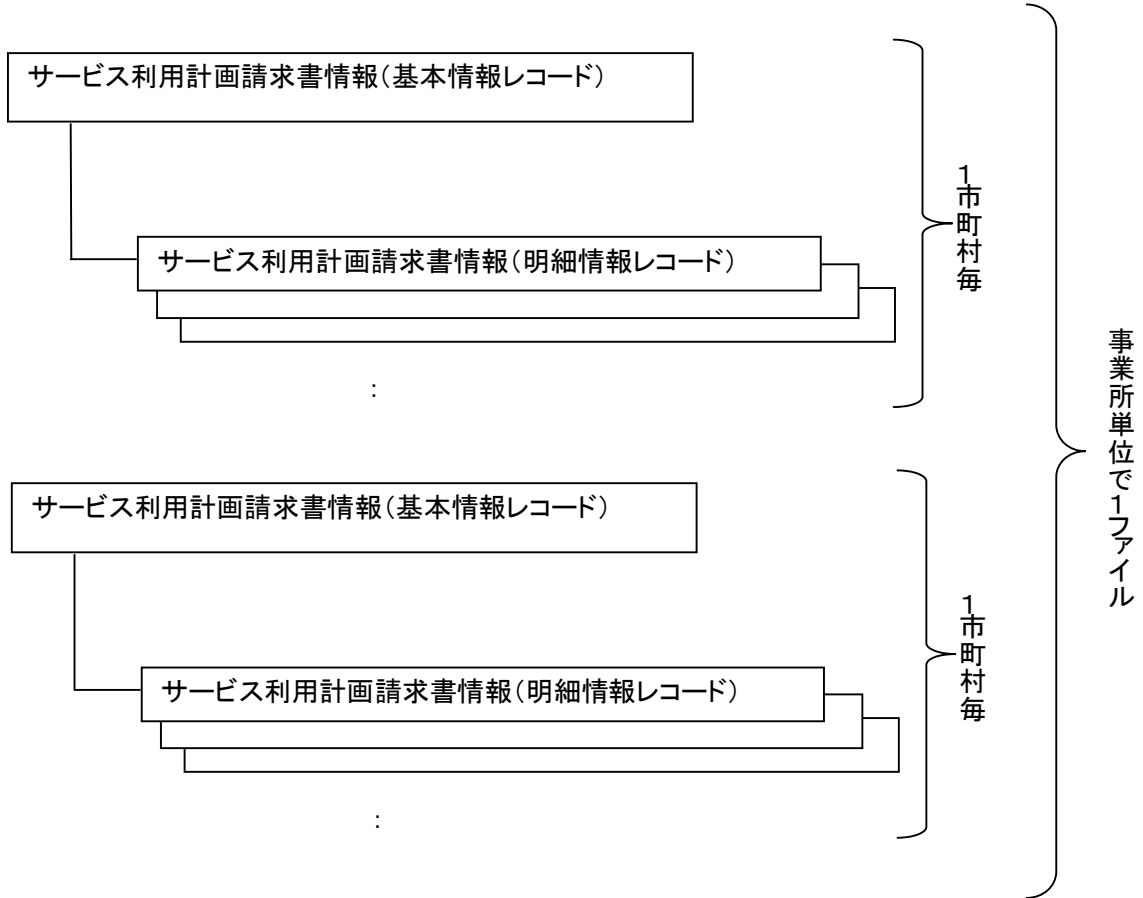 サービス利用計画請求書情報（基本情報レコード）
サービス利用計画請求書情報（明細情報レコード）
：
1市町村毎
サービス利用計画請求書情報（基本情報レコード）
サービス利用計画請求書情報（明細情報レコード）
：
1市町村毎
事業所単位で1ファイル